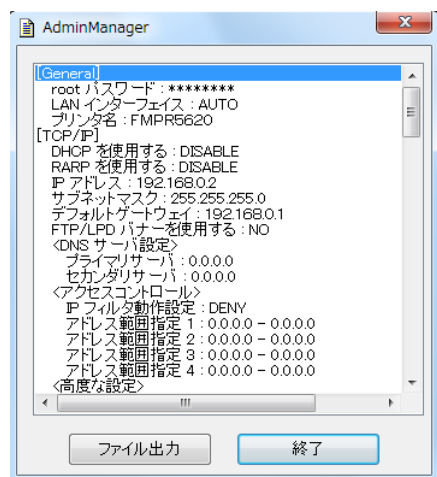 AdminManager
[General]
root パスワード : ********
LAN インターフェイス : AUTO
プリンタ名 : FMPR5620
[TCP/IP]
DHCP を使用する : DISABLE
RARP を使用する : DISABLE
IP アドレス : 192.168.0.2
サブネットマスク : 255.255.255.0
デフォルトゲートウェイ : 192.168.0.1
FTP/LPD バナーを使用する : NO
<DNS サーバ設定>
プライマリサーバ : 0.0.0.0
セカンダリサーバ : 0.0.0.0
<アクセスコントロール>
IP フィルタ動作設定 : DENY
アドレス範囲指定 1 : 0.0.0.0 - 0.0.0.0
アドレス範囲指定 2 : 0.0.0.0 - 0.0.0.0
アドレス範囲指定 3 : 0.0.0.0 - 0.0.0.0
アドレス範囲指定 4 : 0.0.0.0 - 0.0.0.0
<高度な設定>
ファイル出力
終了